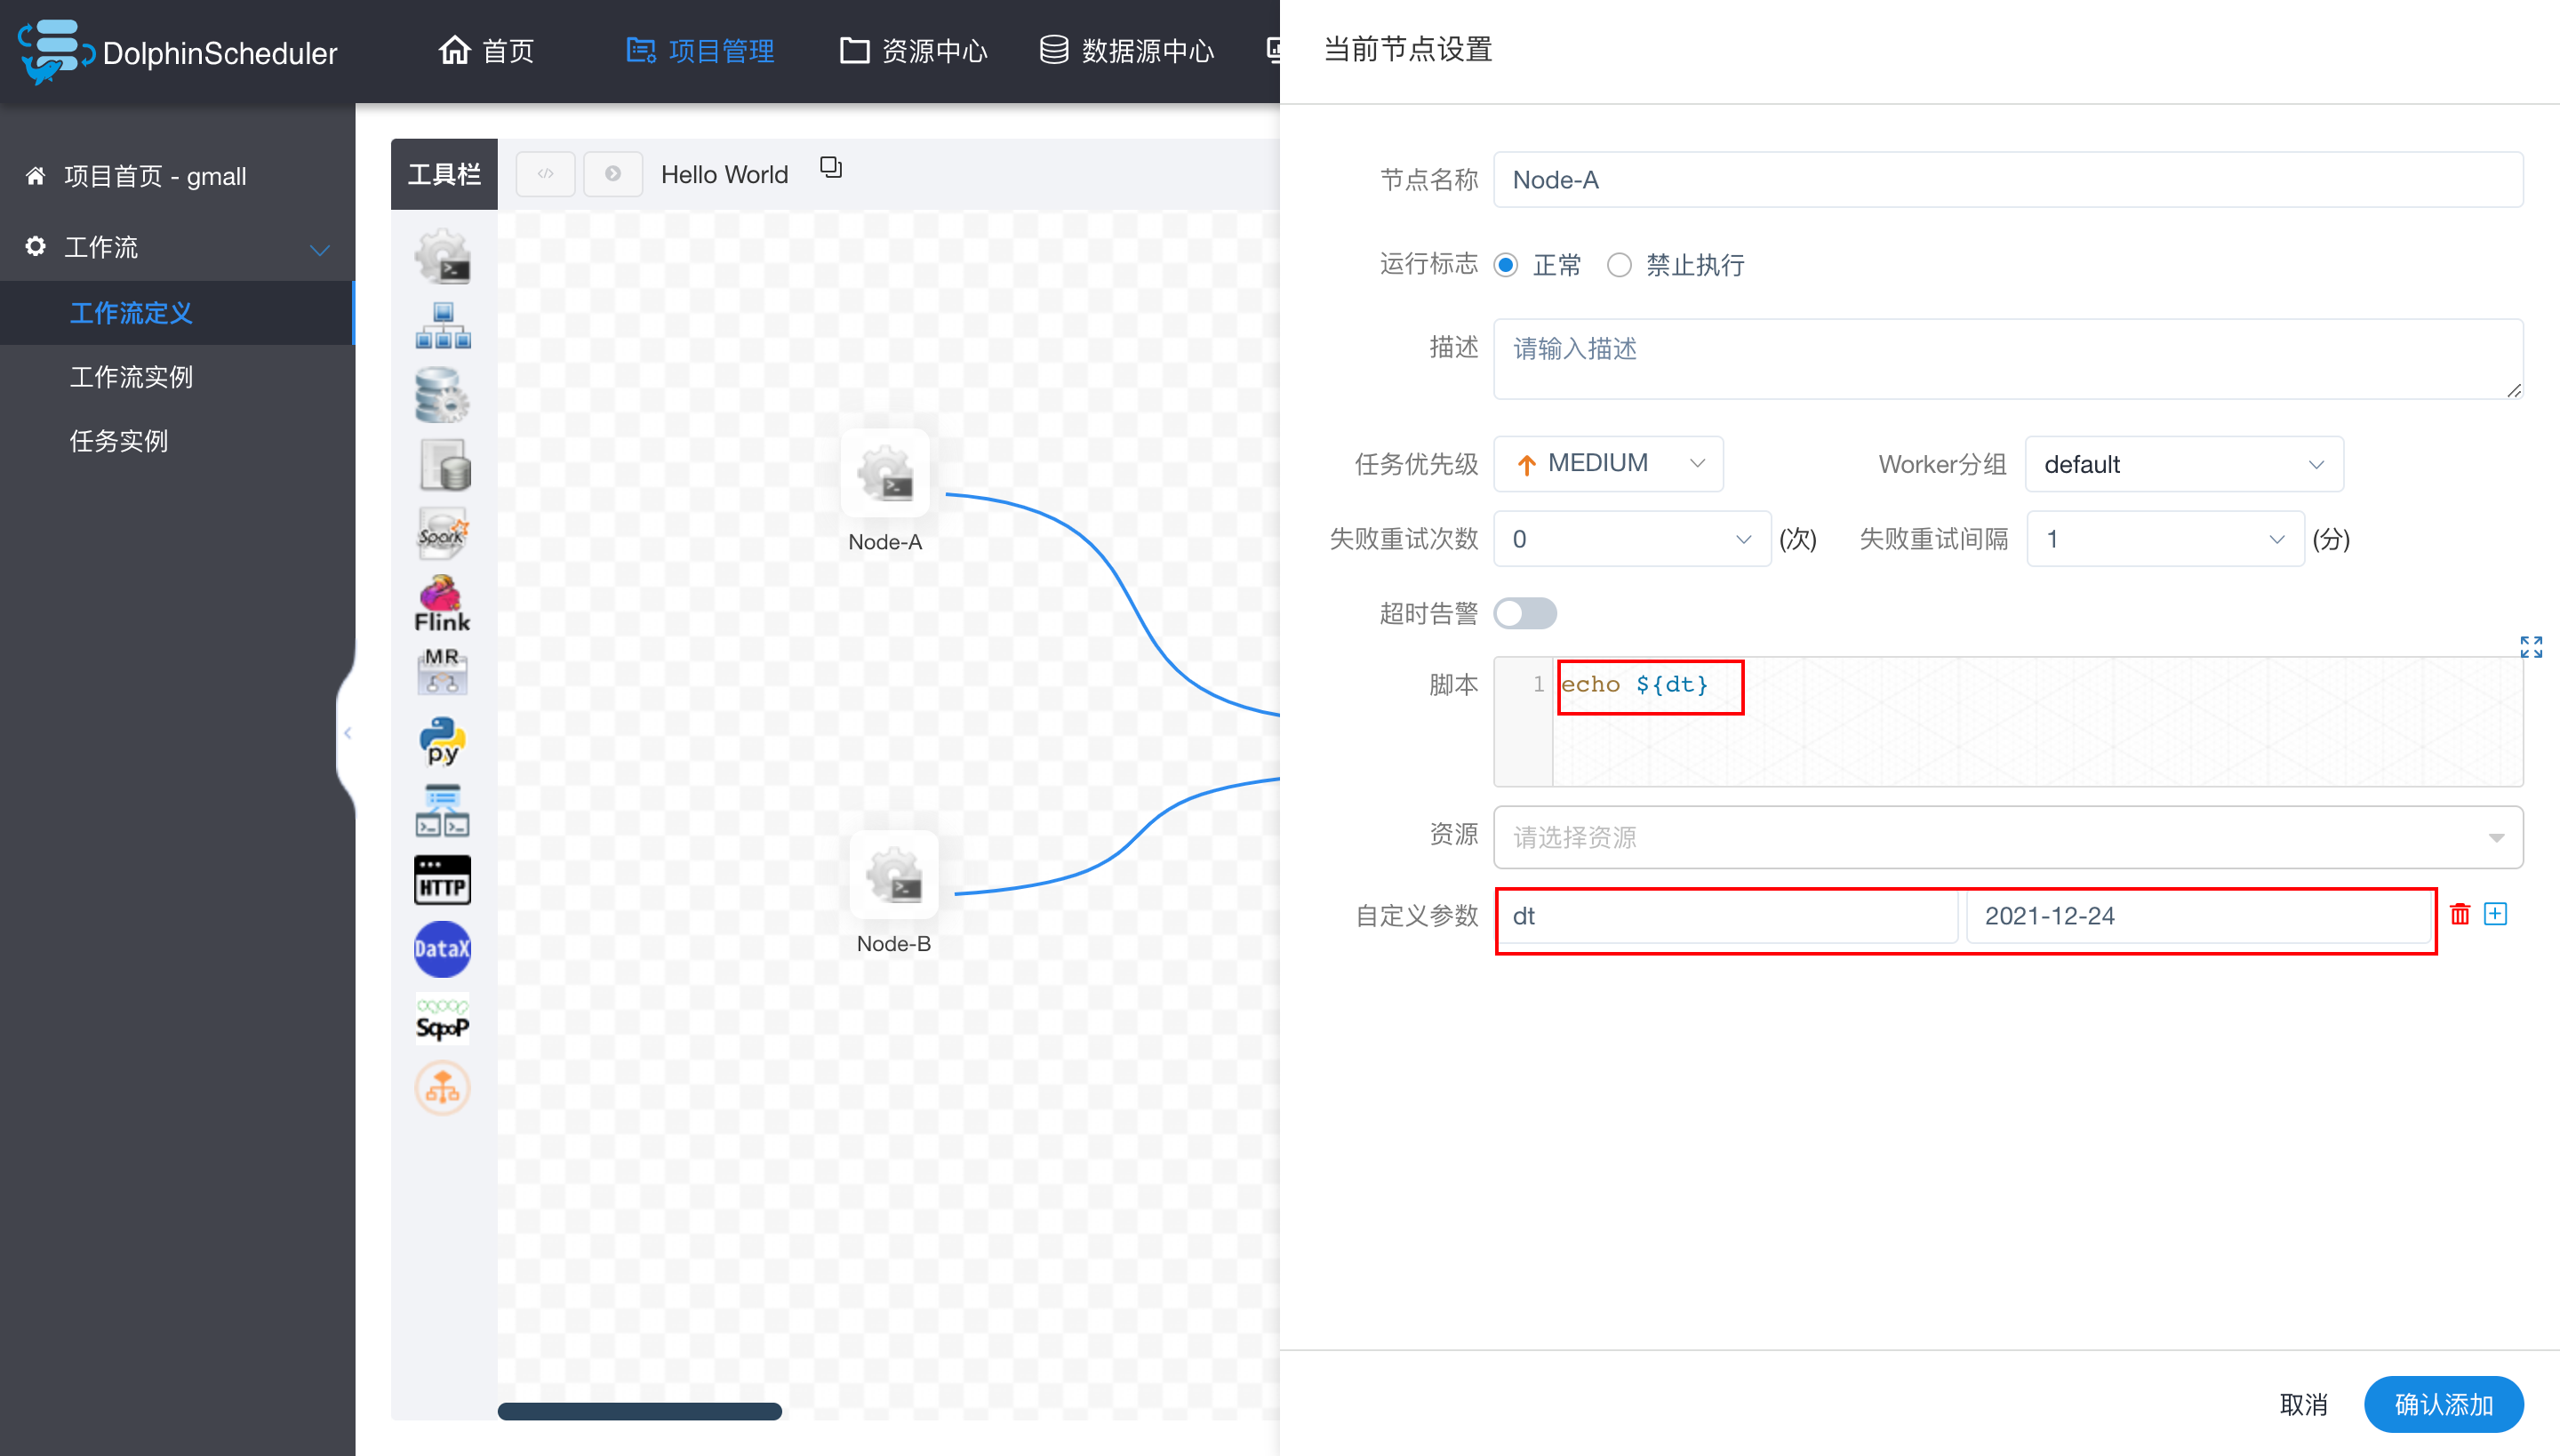 DolphinScheduler
首页
项目管理
资源中心
数据源中心
项目首页 - gmall
工作流
工作流定义
工作流实例
任务实例
工具栏
</>
Hello World
Spark
Flink
MR
py
HTTP
DataX
SqooP
Node-A
Node-B
当前节点设置
节点名称 Node-A
运行标志 正常 禁止执行
描述 请输入描述
任务优先级 MEDIUM Worker分组 default
失败重试次数 0 (次) 失败重试间隔 1 (分)
超时告警
脚本 1 echo ${dt}
资源 请选择资源
自定义参数 dt 2021-12-24
取消 确认添加